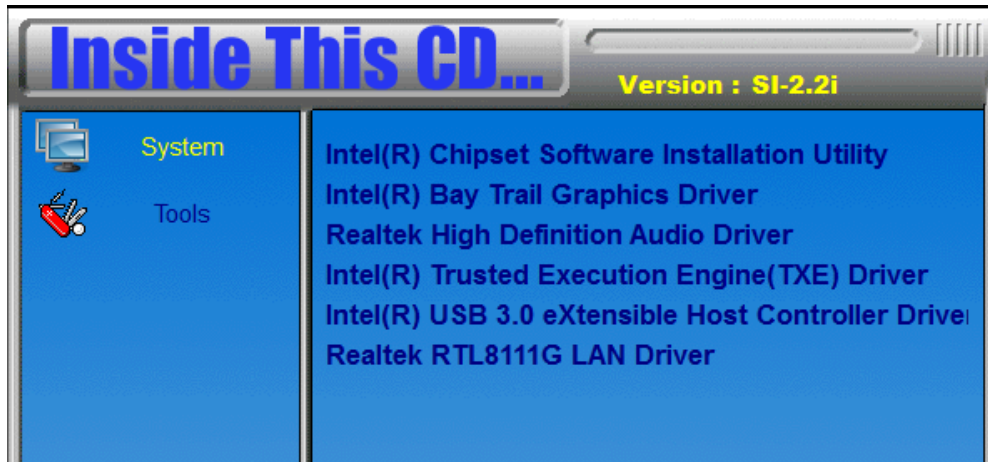 Inside This CD...
Version : SI-2.2i
System
Tools
Intel(R) Chipset Software Installation Utility
Intel(R) Bay Trail Graphics Driver
Realtek High Definition Audio Driver
Intel(R) Trusted Execution Engine(TXE) Driver
Intel(R) USB 3.0 eXtensible Host Controller Driver
Realtek RTL8111G LAN Driver